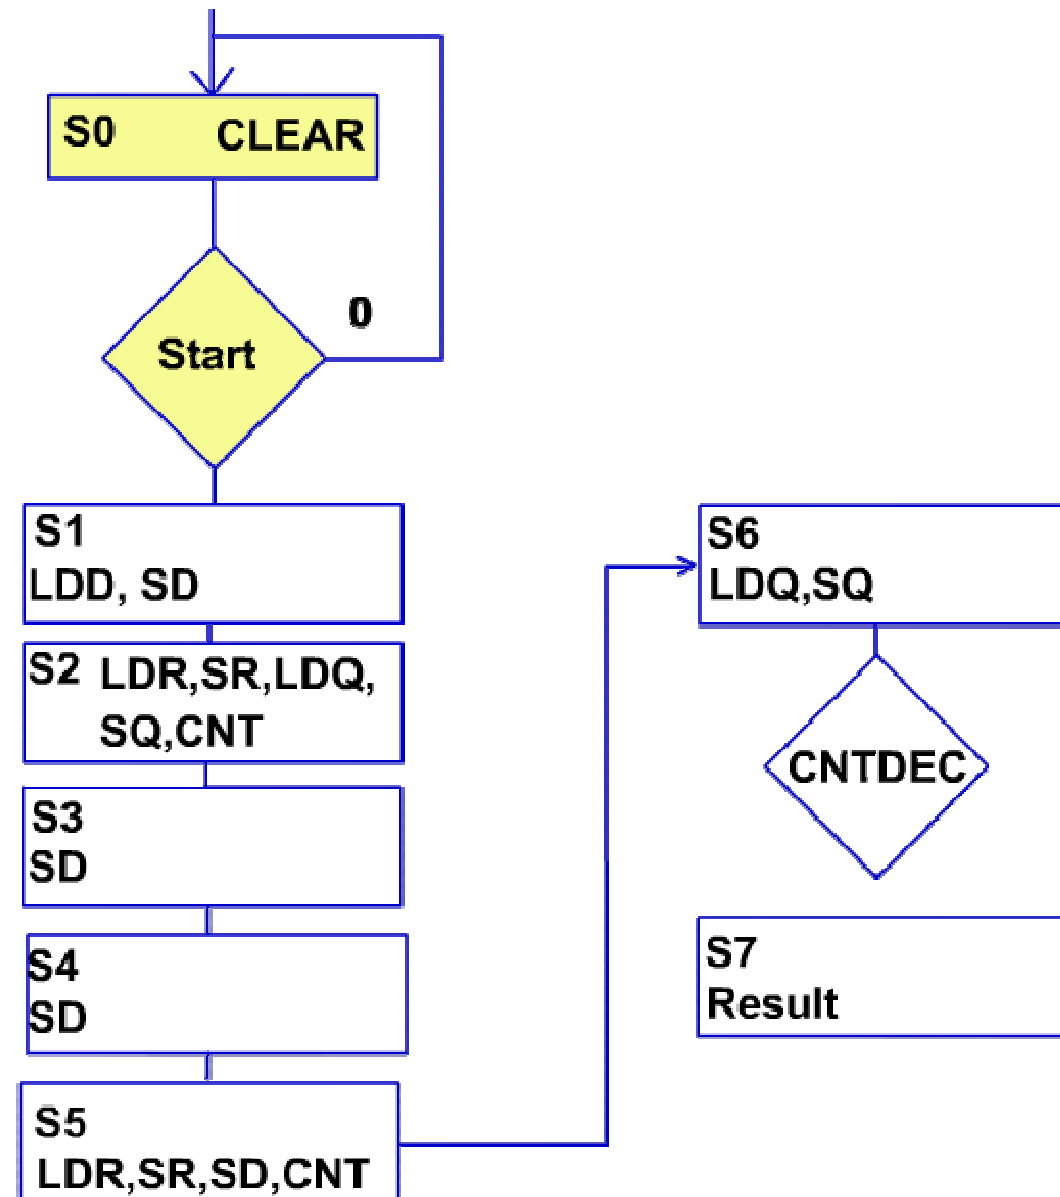 S0 CLEAR
0
Start
S1
LDD, SD
S2 LDR,SR,LDQ,
SQ,CNT
S3
SD
S4
SD
S5
LDR,SR,SD,CNT
S6
LDQ,SQ
CNTDEC
S7
Result